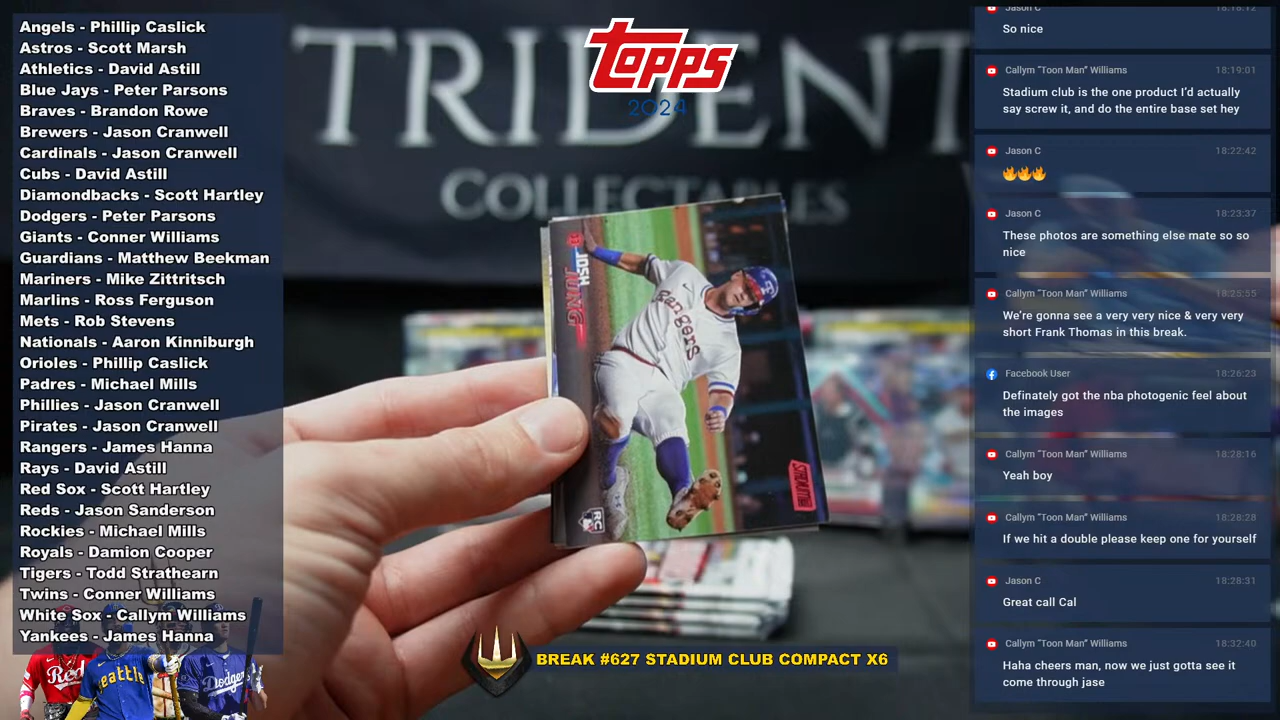 Angels - Phillip Caslick
Astros - Scott Marsh
Athletics - David Astill
Blue Jays - Peter Parsons
Braves - Brandon Rowe
Brewers - Jason Cranwell
Cardinals - Jason Cranwell
Cubs - David Astill
Diamondbacks - Scott Hartley
Dodgers - Peter Parsons
Giants - Conner Williams
Guardians - Matthew Beekman
Mariners - Mike Zittritsch
Marlins - Ross Ferguson
Mets - Rob Stevens
Nationals - Aaron Kinniburgh
Orioles - Phillip Caslick
Padres - Michael Mills
Phillies - Jason Cranwell
Pirates - Jason Cranwell
Rangers - James Hanna
Rays - David Astill
Red Sox - Scott Hartley
Reds - Jason Sanderson
Rockies - Michael Mills
Royals - Damion Cooper
Tigers - Todd Strathearn
Twins - Conner Williams
White Sox - Callym Williams
Yankees - James Hanna
topps
2024
TRIDENT
COLLECTABLES
JOSH
JUNG
Rangers
STADIUM
RC
BREAK #627 STADIUM CLUB COMPACT X6
Jason C 18:18:12
So nice
Callym “Toon Man” Williams 18:19:01
Stadium club is the one product I'd actually
say screw it, and do the entire base set hey
Jason C 18:22:42
🔥🔥🔥
Jason C 18:23:37
These photos are something else mate so so
nice
Callym “Toon Man” Williams 18:25:55
We're gonna see a very very nice & very very
short Frank Thomas in this break.
Facebook User 18:26:23
Definately got the nba photogenic feel about
the images
Callym “Toon Man” Williams 18:28:16
Yeah boy
Callym “Toon Man” Williams 18:28:28
If we hit a double please keep one for yourself
Jason C 18:28:31
Great call Cal
Callym “Toon Man” Williams 18:32:40
Haha cheers man, now we just gotta see it
come through jase